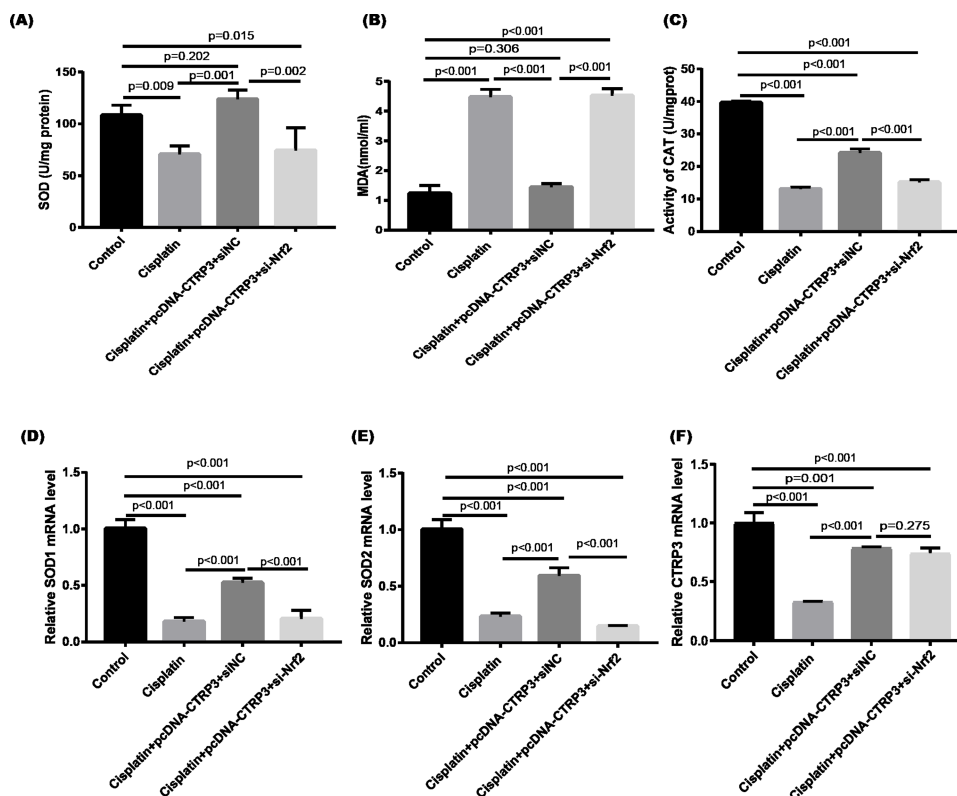 (A)
p=0.015
p=0.202
p=0.001
p=0.002
p=0.009
SOD (U/mg protein)
150
100
50
0
Control
Cisplatin
Cisplatin+pcDNA-CTRP3+siNC
Cisplatin+pcDNA-CTRP3+si-Nrf2
(B)
p<0.001
p=0.306
p<0.001
p<0.001
p<0.001
MDA(nmol/ml)
5
4
3
2
1
0
Control
Cisplatin
Cisplatin+pcDNA-CTRP3+siNC
Cisplatin+pcDNA-CTRP3+si-Nrf2
(C)
p<0.001
p<0.001
p<0.001
p<0.001
p<0.001
Activity of CAT (U/mgprot)
50
40
30
20
10
0
Control
Cisplatin
Cisplatin+pcDNA-CTRP3+siNC
Cisplatin+pcDNA-CTRP3+si-Nrf2
(D)
p<0.001
p<0.001
p<0.001
p<0.001
p<0.001
Relative SOD1 mRNA level
1.5
1.0
0.5
0.0
Control
Cisplatin
Cisplatin+pcDNA-CTRP3+siNC
Cisplatin+pcDNA-CTRP3+si-Nrf2
(E)
p<0.001
p<0.001
p<0.001
p<0.001
p<0.001
Relative SOD2 mRNA level
1.5
1.0
0.5
0.0
Control
Cisplatin
Cisplatin+pcDNA-CTRP3+siNC
Cisplatin+pcDNA-CTRP3+si-Nrf2
(F)
p<0.001
p=0.001
p<0.001
p<0.001
p=0.275
Relative CTRP3 mRNA level
1.5
1.0
0.5
0.0
Control
Cisplatin
Cisplatin+pcDNA-CTRP3+siNC
Cisplatin+pcDNA-CTRP3+si-Nrf2